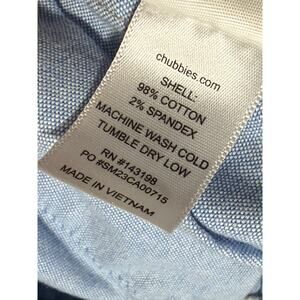 chubbies.com
SHELL:
98% COTTON
2% SPANDEX
MACHINE WASH COLD
TUMBLE DRY LOW
RN #143198
PO #SM23CA00715
MADE IN VIETNAM